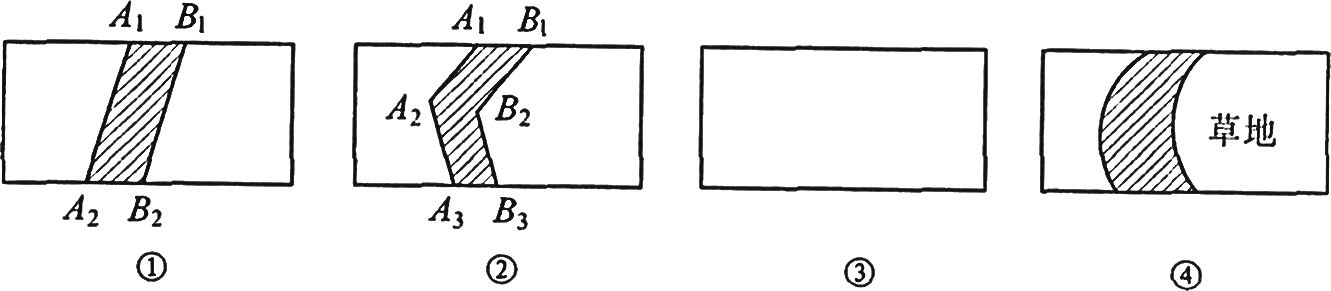 A₁ B₁
A₂ B₂
①
A₁ B₁
A₂ B₂
A₃ B₃
②
③
草地
④